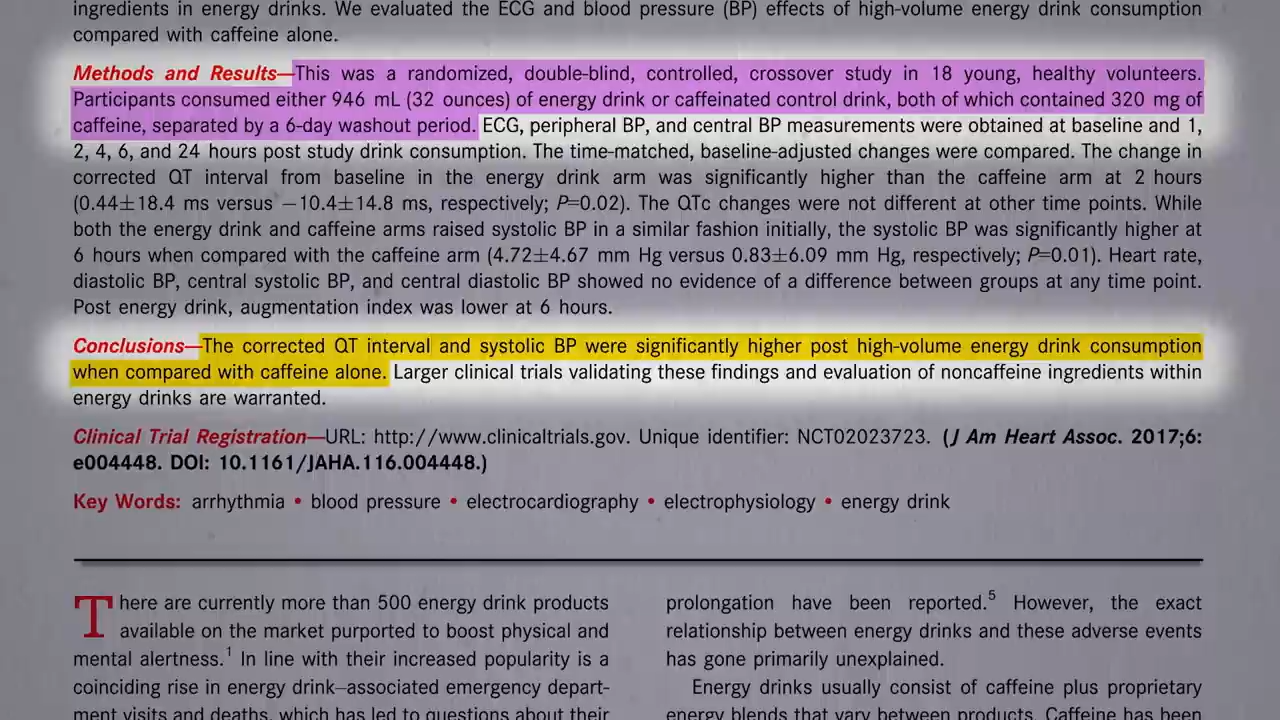 ingredients in energy drinks. We evaluated the ECG and blood pressure (BP) effects of high-volume energy drink consumption
compared with caffeine alone.
Methods and Results—This was a randomized, double-blind, controlled, crossover study in 18 young, healthy volunteers.
Participants consumed either 946 mL (32 ounces) of energy drink or caffeinated control drink, both of which contained 320 mg of
caffeine, separated by a 6-day washout period. ECG, peripheral BP, and central BP measurements were obtained at baseline and 1,
2, 4, 6, and 24 hours post study drink consumption. The time-matched, baseline-adjusted changes were compared. The change in
corrected QT interval from baseline in the energy drink arm was significantly higher than the caffeine arm at 2 hours
(0.44±18.4 ms versus −10.4±14.8 ms, respectively; P=0.02). The QTc changes were not different at other time points. While
both the energy drink and caffeine arms raised systolic BP in a similar fashion initially, the systolic BP was significantly higher at
6 hours when compared with the caffeine arm (4.72±4.67 mm Hg versus 0.83±6.09 mm Hg, respectively; P=0.01). Heart rate,
diastolic BP, central systolic BP, and central diastolic BP showed no evidence of a difference between groups at any time point.
Post energy drink, augmentation index was lower at 6 hours.
Conclusions—The corrected QT interval and systolic BP were significantly higher post high-volume energy drink consumption
when compared with caffeine alone. Larger clinical trials validating these findings and evaluation of noncaffeine ingredients within
energy drinks are warranted.
Clinical Trial Registration—URL: http://www.clinicaltrials.gov. Unique identifier: NCT02023723. (J Am Heart Assoc. 2017;6:
e004448. DOI: 10.1161/JAHA.116.004448.)
Key Words: arrhythmia • blood pressure • electrocardiography • electrophysiology • energy drink
There are currently more than 500 energy drink products
available on the market purported to boost physical and
mental alertness.1 In line with their increased popularity is a
coinciding rise in energy drink–associated emergency depart-
ment visits and deaths, which has led to questions about their
prolongation have been reported.5 However, the exact
relationship between energy drinks and these adverse events
has gone primarily unexplained.
Energy drinks usually consist of caffeine plus proprietary
energy blends that vary between products. Caffeine has been